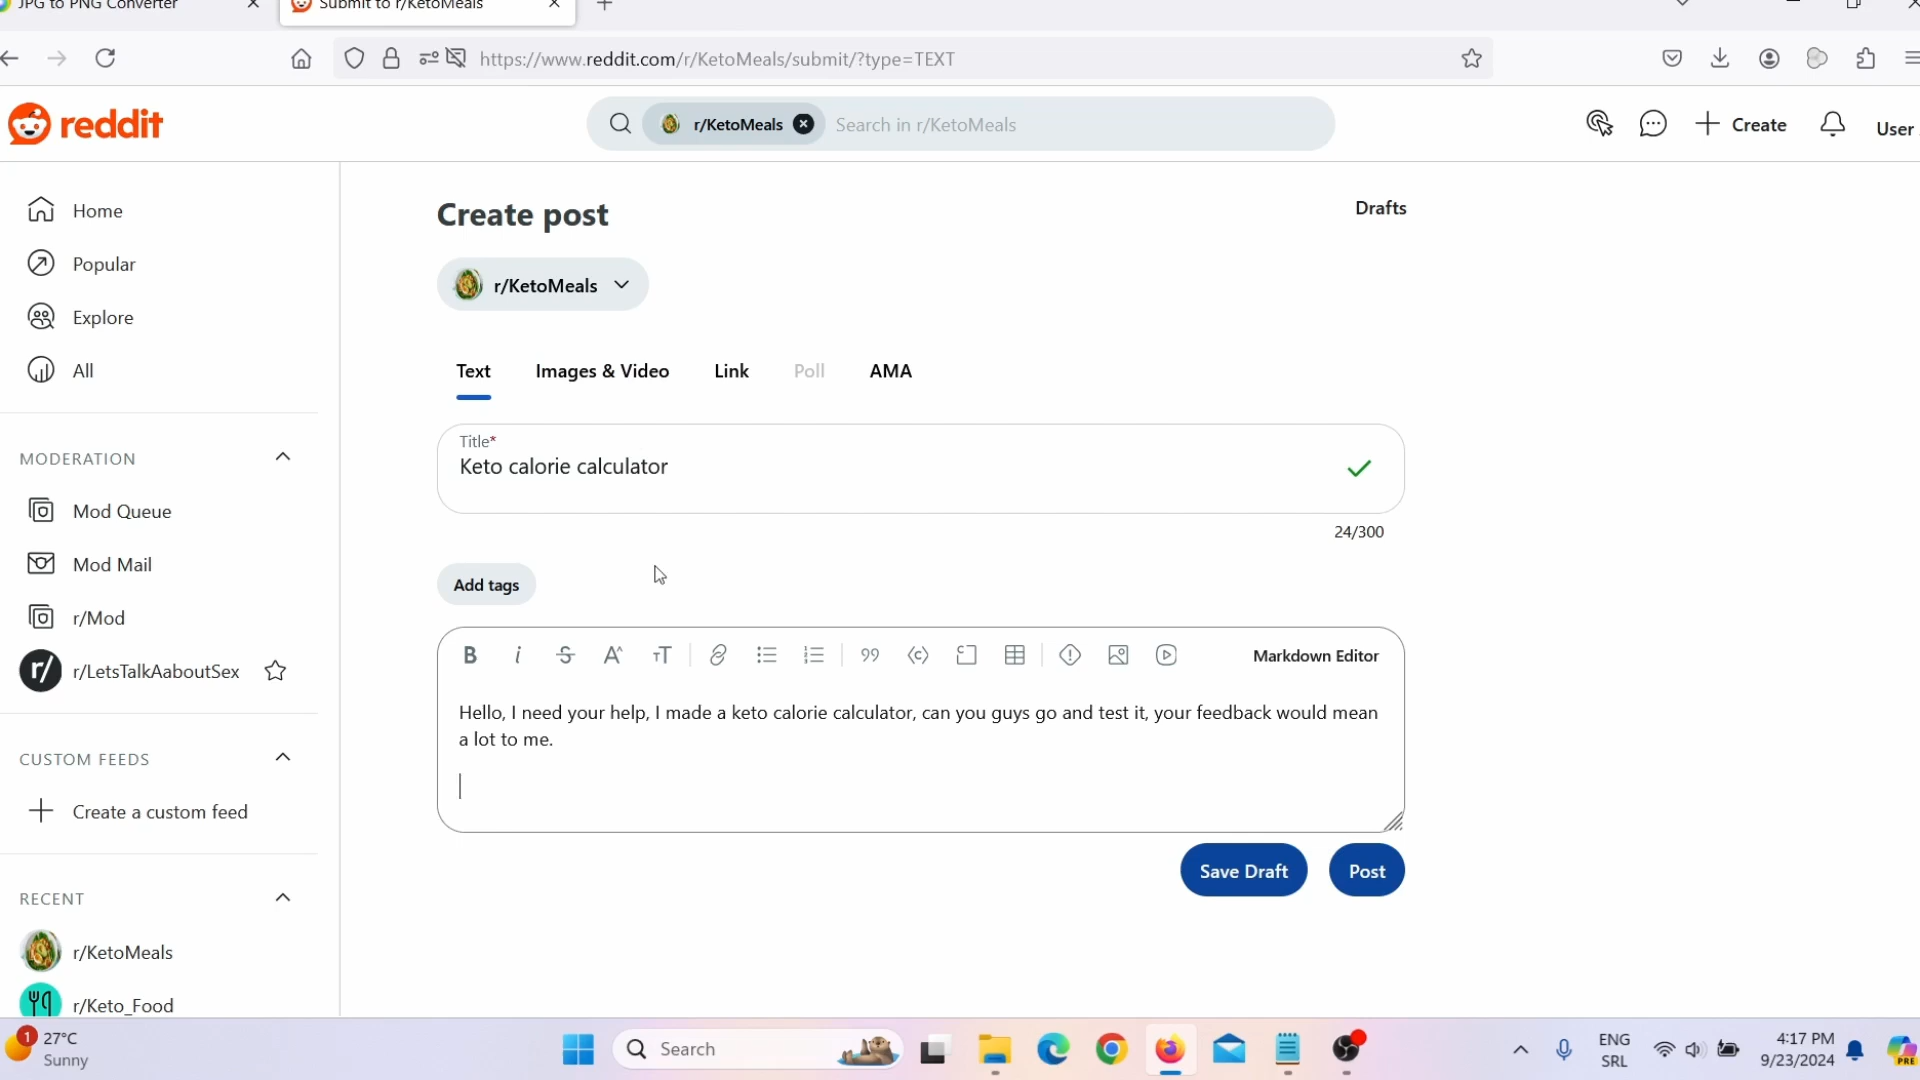 JPG to PNG Converter
Submit to r/KetoMeals
https://www.reddit.com/r/KetoMeals/submit/?type=TEXT
reddit
r/KetoMeals
Search in r/KetoMeals
Create
User
Home
Popular
Explore
All
MODERATION
Mod Queue
Mod Mail
r/Mod
r/LetsTalkAaboutSex
CUSTOM FEEDS
Create a custom feed
RECENT
r/KetoMeals
r/Keto_Food
Create post
Drafts
r/KetoMeals
Text
Images & Video
Link
Poll
AMA
Title*
Keto calorie calculator
24/300
Add tags
Markdown Editor
Hello, I need your help, I made a keto calorie calculator, can you guys go and test it, your feedback would mean
a lot to me.
Save Draft
Post
1
27°C
Sunny
Search
ENG
SRL
4:17 PM
9/23/2024
PRE